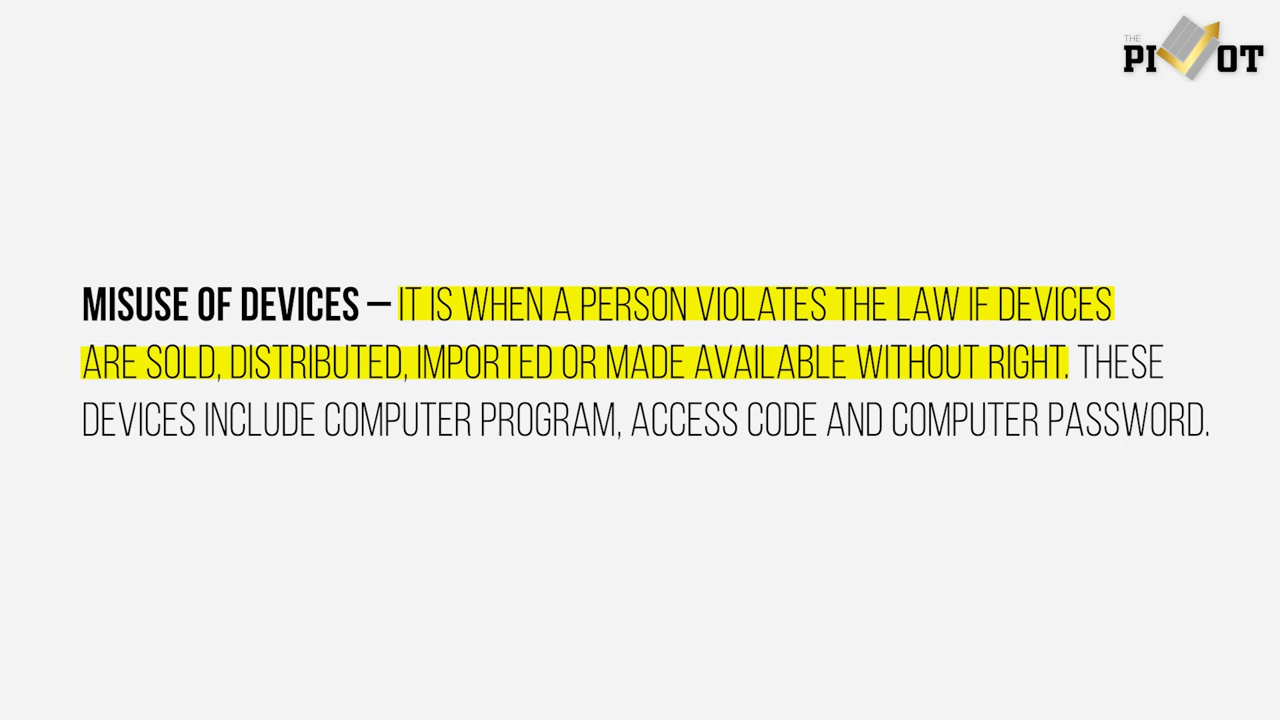 THE
PIVOT
MISUSE OF DEVICES – IT IS WHEN A PERSON VIOLATES THE LAW IF DEVICES
ARE SOLD, DISTRIBUTED, IMPORTED OR MADE AVAILABLE WITHOUT RIGHT. THESE
DEVICES INCLUDE COMPUTER PROGRAM, ACCESS CODE AND COMPUTER PASSWORD.